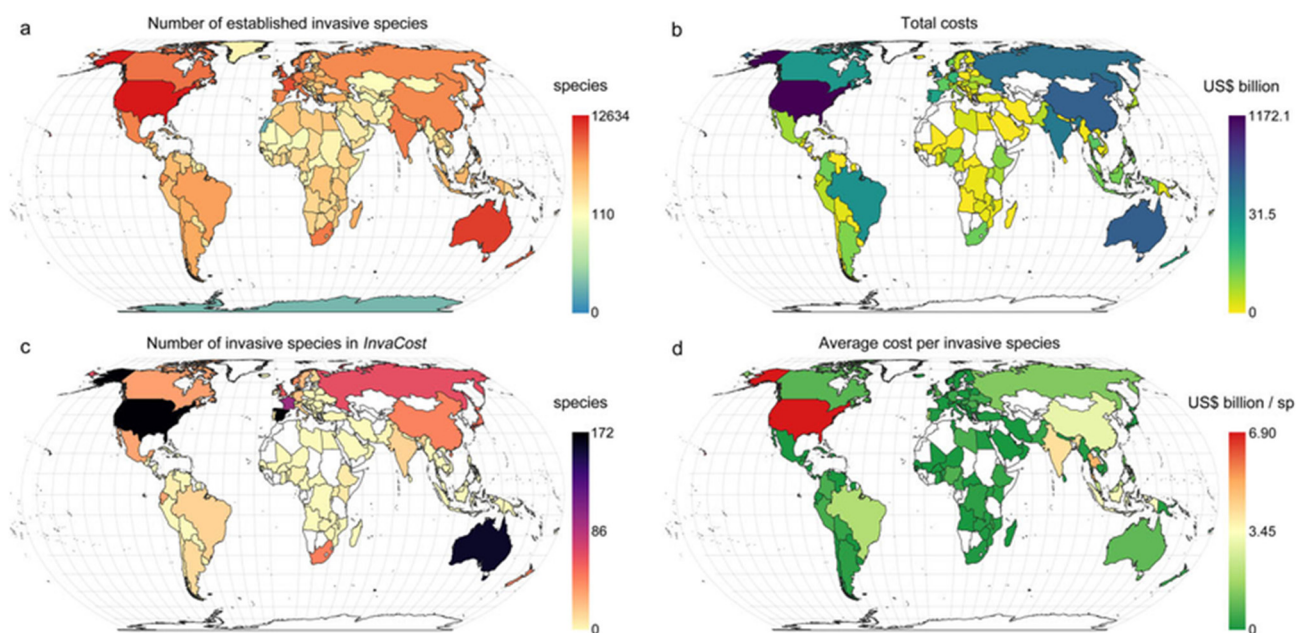 a
Number of established invasive species
species
12634
110
0
b
Total costs
US$ billion
1172.1
31.5
0
c
Number of invasive species in InvaCost
species
172
86
0
d
Average cost per invasive species
US$ billion / sp
6.90
3.45
0